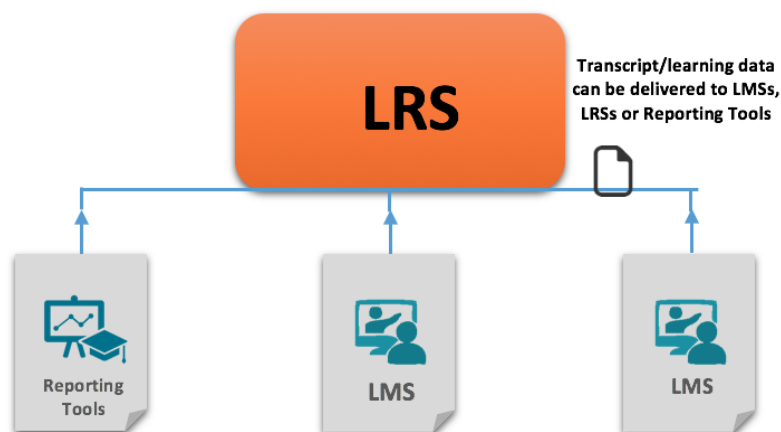 LRS
Transcript/learning data
can be delivered to LMSs,
LRSs or Reporting Tools
Reporting
Tools
LMS
LMS